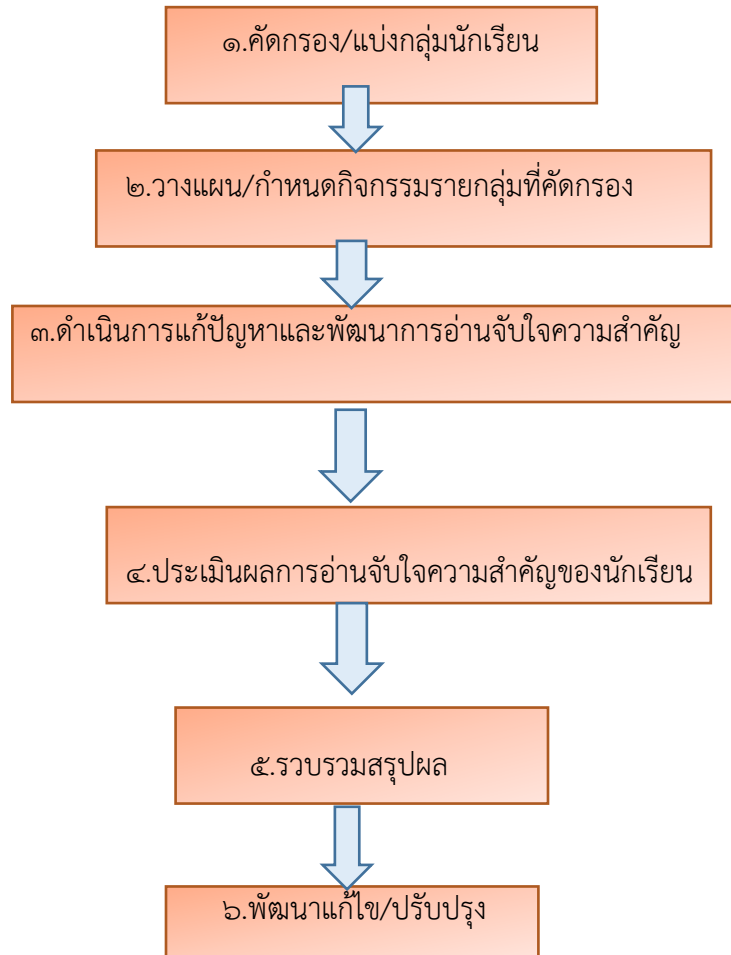 ๑.คัดกรอง/แบ่งกลุ่มนักเรียน
๒.วางแผน/กำหนดกิจกรรมรายกลุ่มที่คัดกรอง
๓.ดำเนินการแก้ปัญหาและพัฒนาการอ่านจับใจความสำคัญ
๔.ประเมินผลการอ่านจับใจความสำคัญของนักเรียน
๕.รวบรวมสรุปผล
๖.พัฒนาแก้ไข/ปรับปรุง